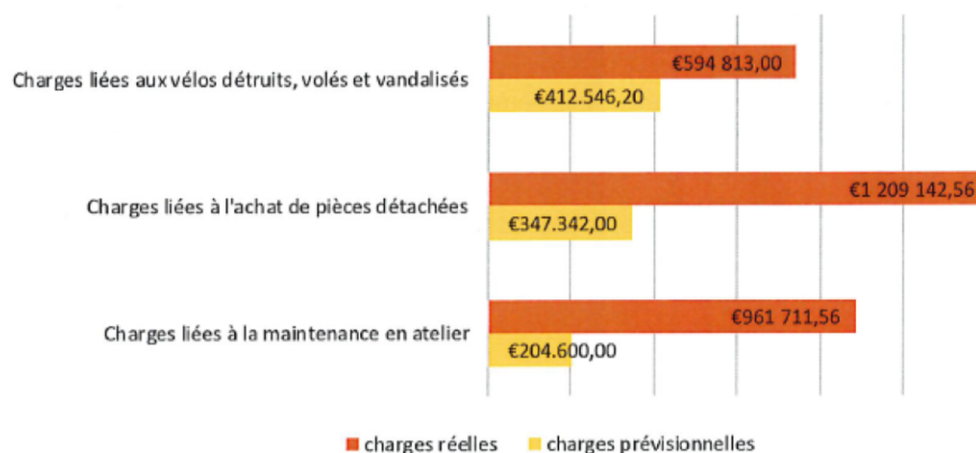 €594 813,00
Charges liées aux vélos détruits, volés et vandalisés
€412.546,20
€1 209 142,56
Charges liées à l'achat de pièces détachées
€347.342,00
€961 711,56
Charges liées à la maintenance en atelier
€204.600,00
charges réelles
charges prévisionnelles